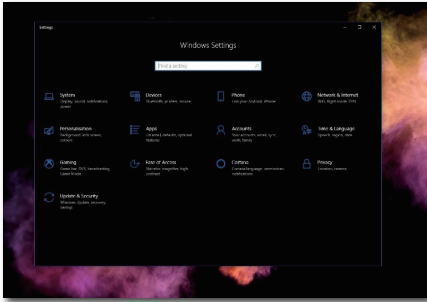 Settings
Windows Settings
Find a setting
System
Display, sound, notifications,
power
Devices
Bluetooth, printers, mouse
Phone
Link your Android, iPhone
Network & Internet
Wi-Fi, flight mode, VPN
Personalisation
Background, lock screen,
colours
Apps
Uninstall, defaults, optional
features
Accounts
Your accounts, email, sync,
work, family
Time & Language
Speech, region, date
Gaming
Game bar, DVR, broadcasting,
Game Mode
Ease of Access
Narrator, magnifier, high
contrast
Cortana
Cortana language, permissions,
notifications
Privacy
Location, camera
Update & Security
Windows Update, recovery,
backup